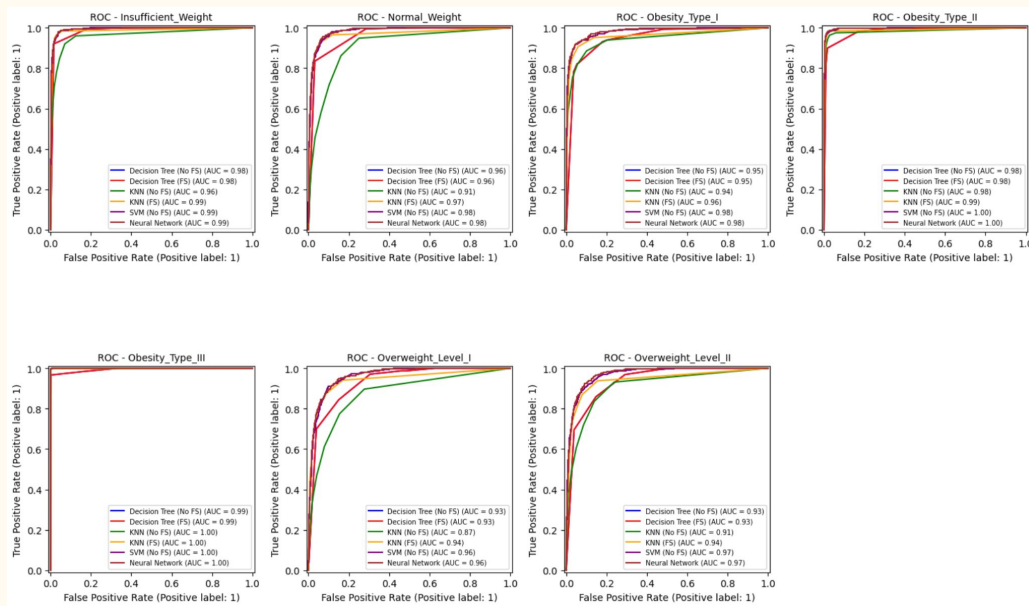 ROC - Insufficient_Weight
True Positive Rate (Positive label: 1)
1.0
0.8
0.6
0.4
0.2
0.0
Decision Tree (No FS) (AUC = 0.98)
Decision Tree (FS) (AUC = 0.98)
KNN (No FS) (AUC = 0.96)
KNN (FS) (AUC = 0.99)
SVM (No FS) (AUC = 0.99)
Neural Network (AUC = 0.99)
0.0 0.2 0.4 0.6 0.8 1.0
False Positive Rate (Positive label: 1)
ROC - Normal_Weight
True Positive Rate (Positive label: 1)
1.0
0.8
0.6
0.4
0.2
0.0
Decision Tree (No FS) (AUC = 0.96)
Decision Tree (FS) (AUC = 0.96)
KNN (No FS) (AUC = 0.91)
KNN (FS) (AUC = 0.97)
SVM (No FS) (AUC = 0.98)
Neural Network (AUC = 0.98)
0.0 0.2 0.4 0.6 0.8 1.0
False Positive Rate (Positive label: 1)
ROC - Obesity_Type_I
True Positive Rate (Positive label: 1)
1.0
0.8
0.6
0.4
0.2
0.0
Decision Tree (No FS) (AUC = 0.95)
Decision Tree (FS) (AUC = 0.95)
KNN (No FS) (AUC = 0.94)
KNN (FS) (AUC = 0.96)
SVM (No FS) (AUC = 0.98)
Neural Network (AUC = 0.98)
0.0 0.2 0.4 0.6 0.8 1.0
False Positive Rate (Positive label: 1)
ROC - Obesity_Type_II
True Positive Rate (Positive label: 1)
1.0
0.8
0.6
0.4
0.2
0.0
Decision Tree (No FS) (AUC = 0.98)
Decision Tree (FS) (AUC = 0.98)
KNN (No FS) (AUC = 0.98)
KNN (FS) (AUC = 0.99)
SVM (No FS) (AUC = 1.00)
Neural Network (AUC = 1.00)
0.0 0.2 0.4 0.6 0.8 1.0
False Positive Rate (Positive label: 1)
ROC - Obesity_Type_III
True Positive Rate (Positive label: 1)
1.0
0.8
0.6
0.4
0.2
0.0
Decision Tree (No FS) (AUC = 0.99)
Decision Tree (FS) (AUC = 0.99)
KNN (No FS) (AUC = 1.00)
KNN (FS) (AUC = 1.00)
SVM (No FS) (AUC = 1.00)
Neural Network (AUC = 1.00)
0.0 0.2 0.4 0.6 0.8 1.0
False Positive Rate (Positive label: 1)
ROC - Overweight_Level_I
True Positive Rate (Positive label: 1)
1.0
0.8
0.6
0.4
0.2
0.0
Decision Tree (No FS) (AUC = 0.93)
Decision Tree (FS) (AUC = 0.93)
KNN (No FS) (AUC = 0.87)
KNN (FS) (AUC = 0.94)
SVM (No FS) (AUC = 0.96)
Neural Network (AUC = 0.96)
0.0 0.2 0.4 0.6 0.8 1.0
False Positive Rate (Positive label: 1)
ROC - Overweight_Level_II
True Positive Rate (Positive label: 1)
1.0
0.8
0.6
0.4
0.2
0.0
Decision Tree (No FS) (AUC = 0.93)
Decision Tree (FS) (AUC = 0.93)
KNN (No FS) (AUC = 0.91)
KNN (FS) (AUC = 0.94)
SVM (No FS) (AUC = 0.97)
Neural Network (AUC = 0.97)
0.0 0.2 0.4 0.6 0.8 1.0
False Positive Rate (Positive label: 1)